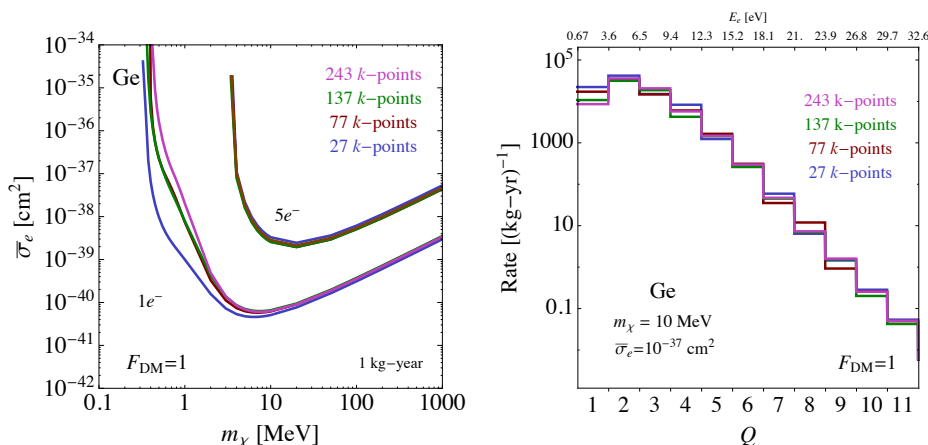 10⁻³⁴
10⁻³⁵
10⁻³⁶
10⁻³⁷
10⁻³⁸
10⁻³⁹
10⁻⁴⁰
10⁻⁴¹
10⁻⁴²
σ̅ₑ [cm²]
Ge
243 k−points
137 k−points
77 k−points
27 k−points
5e⁻
1e⁻
F_DM=1
1 kg−year
0.1 1 10 100 1000
mχ [MeV]
Eₑ [eV]
0.67 3.6 6.5 9.4 12.3 15.2 18.1 21. 23.9 26.8 29.7 32.6
10⁵
1000
10
0.1
Rate [(kg−yr)⁻¹]
243 k−points
137 k−points
77 k−points
27 k−points
Ge
mχ = 10 MeV
σ̅ₑ=10⁻³⁷ cm²
F_DM=1
1 2 3 4 5 6 7 8 9 10 11
Q